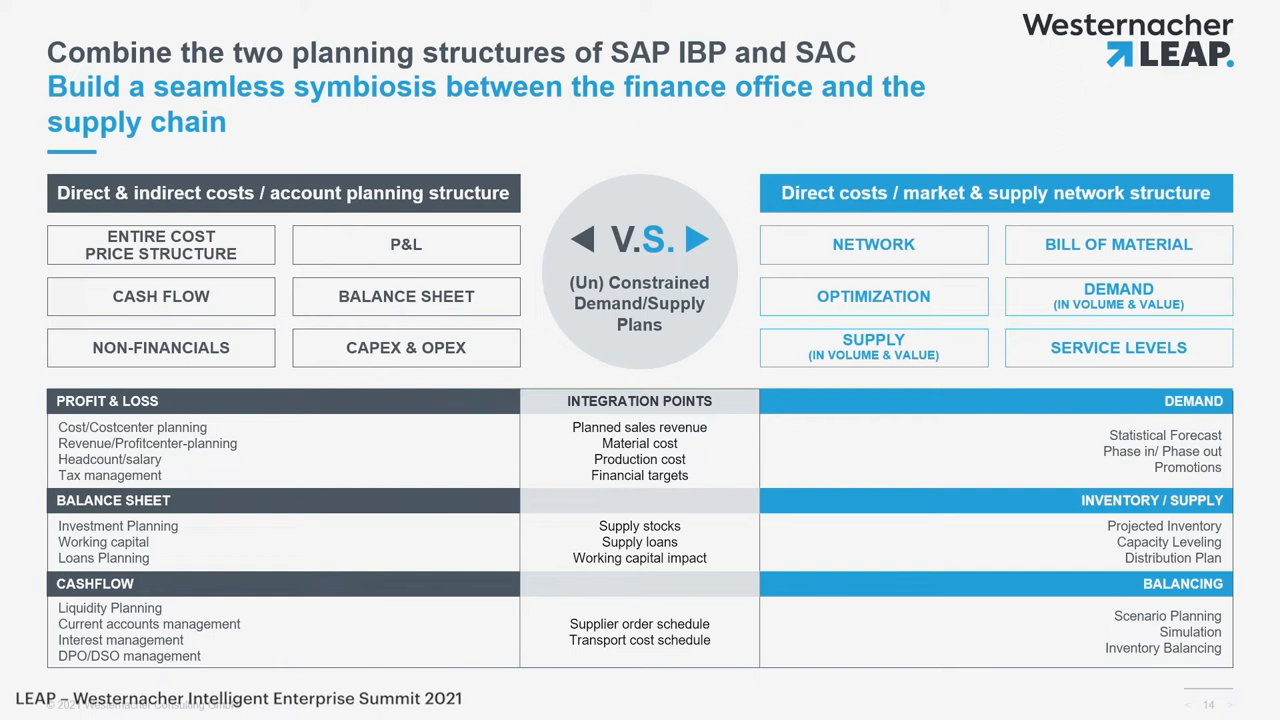 Westernacher
LEAP.
Combine the two planning structures of SAP IBP and SAC
Build a seamless symbiosis between the finance office and the
supply chain
Direct & indirect costs / account planning structure
ENTIRE COST
PRICE STRUCTURE
P&L
CASH FLOW
BALANCE SHEET
NON-FINANCIALS
CAPEX & OPEX
V.S.
(Un) Constrained
Demand/Supply
Plans
Direct costs / market & supply network structure
NETWORK
BILL OF MATERIAL
OPTIMIZATION
DEMAND
(IN VOLUME & VALUE)
SUPPLY
(IN VOLUME & VALUE)
SERVICE LEVELS
PROFIT & LOSS
INTEGRATION POINTS
DEMAND
Cost/Costcenter planning
Revenue/Profitcenter-planning
Headcount/salary
Tax management
Planned sales revenue
Material cost
Production cost
Financial targets
Statistical Forecast
Phase in/ Phase out
Promotions
BALANCE SHEET
INVENTORY / SUPPLY
Investment Planning
Working capital
Loans Planning
Supply stocks
Supply loans
Working capital impact
Projected Inventory
Capacity Leveling
Distribution Plan
CASHFLOW
BALANCING
Liquidity Planning
Current accounts management
Interest management
DPO/DSO management
Supplier order schedule
Transport cost schedule
Scenario Planning
Simulation
Inventory Balancing
LEAP – Westernacher Intelligent Enterprise Summit 2021
© 2021 Westernacher Consulting
< 14 >